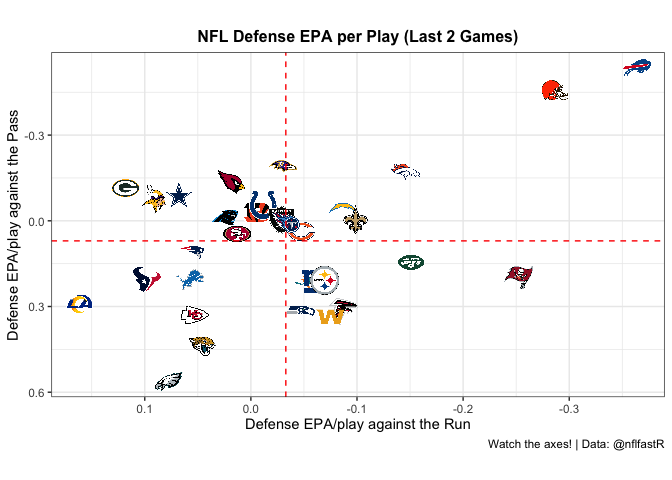 NFL Defense EPA per Play (Last 2 Games)
Defense EPA/play against the Pass
-0.3
0.0
0.3
0.6
0.1
0.0
-0.1
-0.2
-0.3
Defense EPA/play against the Run
Watch the axes! | Data: @nflfastR